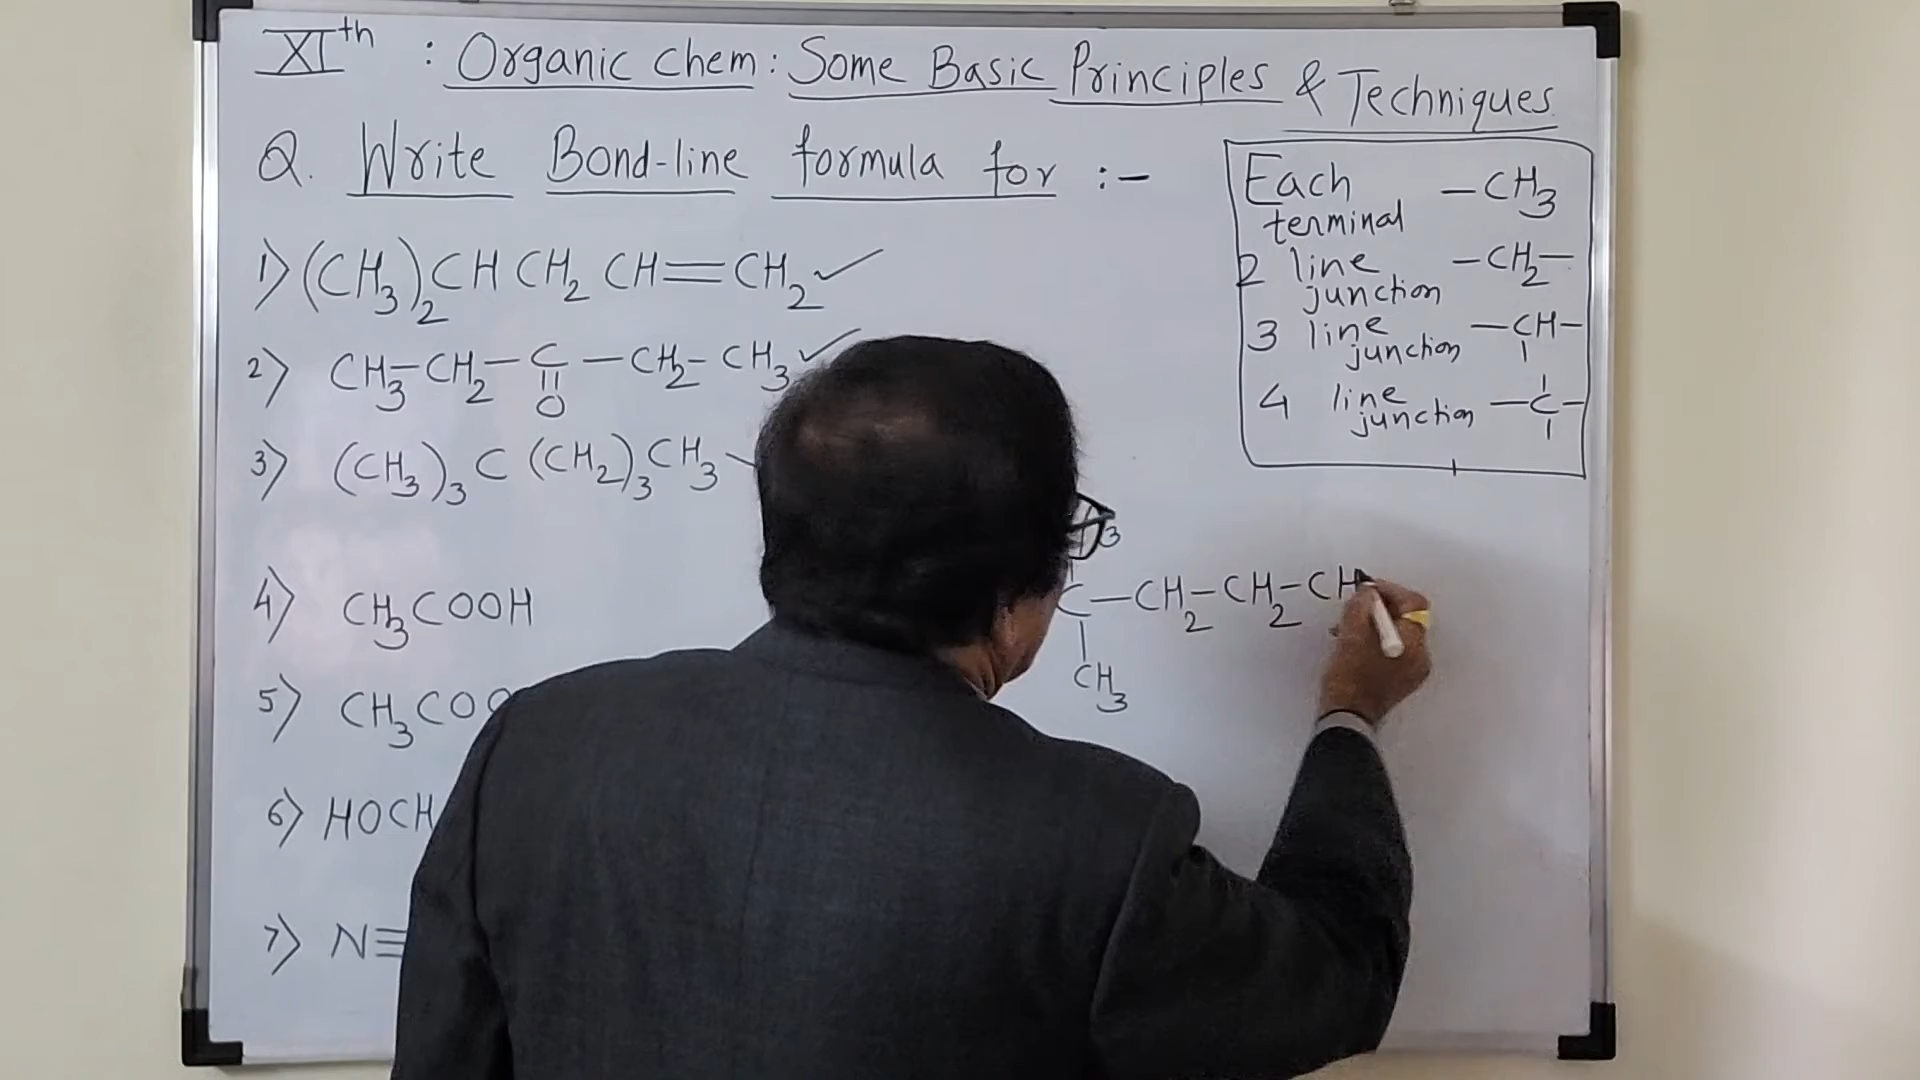 XIth : Organic Chem: Some Basic Principles & Techniques
Q. Write Bond-line formula for :-
1) (CH3)2CH CH2 CH=CH2 ✓
2) CH3-CH2-C-CH2-CH3 ✓
||
O
3) (CH3)3 C (CH2)3 CH3
4) CH3COOH
5) CH3COO
6) HOCH
7) N≡
Each terminal -CH3
2 line junction -CH2-
3 line junction -CH-
4 line junction -C-
3
C-CH2-CH2-CH
CH3